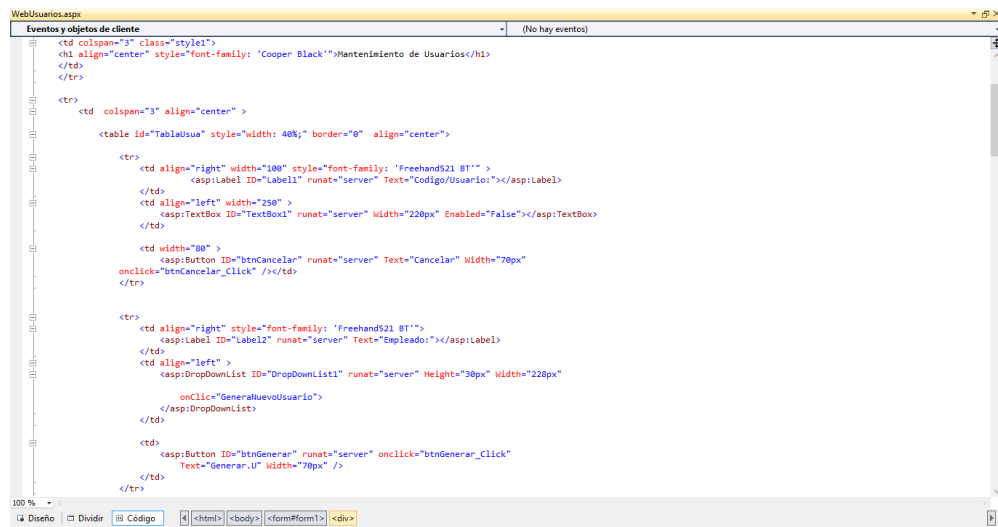 WebUsuarios.aspx
Eventos y objetos de cliente (No hay eventos)
<td colspan="3" class="style1">
<h1 align="center" style="font-family: 'Cooper Black'">Mantenimiento de Usuarios</h1>
</td>
</tr>
<tr>
<td  colspan="3" align="center" >
<table id="TablaUsua" style="width: 40%;" border="0"  align="center">
<tr>
<td align="right" width="100" style="font-family: 'Freehand521 BT'" >
<asp:Label ID="Label1" runat="server" Text="Codigo/Usuario:"></asp:Label>
</td>
<td align="left" width="250" >
<asp:TextBox ID="TextBox1" runat="server" Width="220px" Enabled="False"></asp:TextBox>
</td>
<td width="80" >
<asp:Button ID="btnCancelar" runat="server" Text="Cancelar" Width="70px"
onclick="btnCancelar_Click" /></td>
</tr>
<tr>
<td align="right" style="font-family: 'Freehand521 BT'">
<asp:Label ID="Label2" runat="server" Text="Empleado:"></asp:Label>
</td>
<td align="left" >
<asp:DropDownList ID="DropDownList1" runat="server" Height="30px" Width="228px"
onClic="GeneraNuevoUsuario">
</asp:DropDownList>
</td>
<td>
<asp:Button ID="btnGenerar" runat="server" onclick="btnGenerar_Click"
Text="Generar.U" Width="70px" />
</td>
</tr>
100 %
Diseño Dividir Código <html> <body> <form#form1> <div>